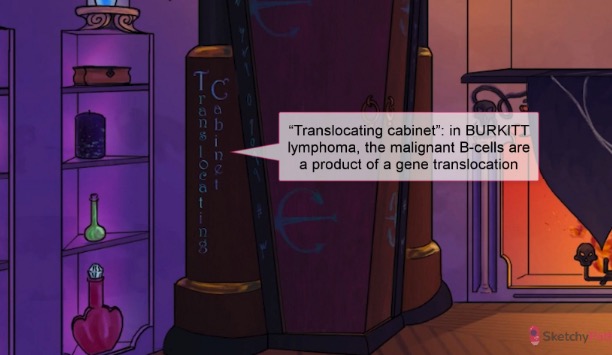 Translocating
Cabinet
“Translocating cabinet”: in BURKITT
lymphoma, the malignant B-cells are
a product of a gene translocation
Sketchy